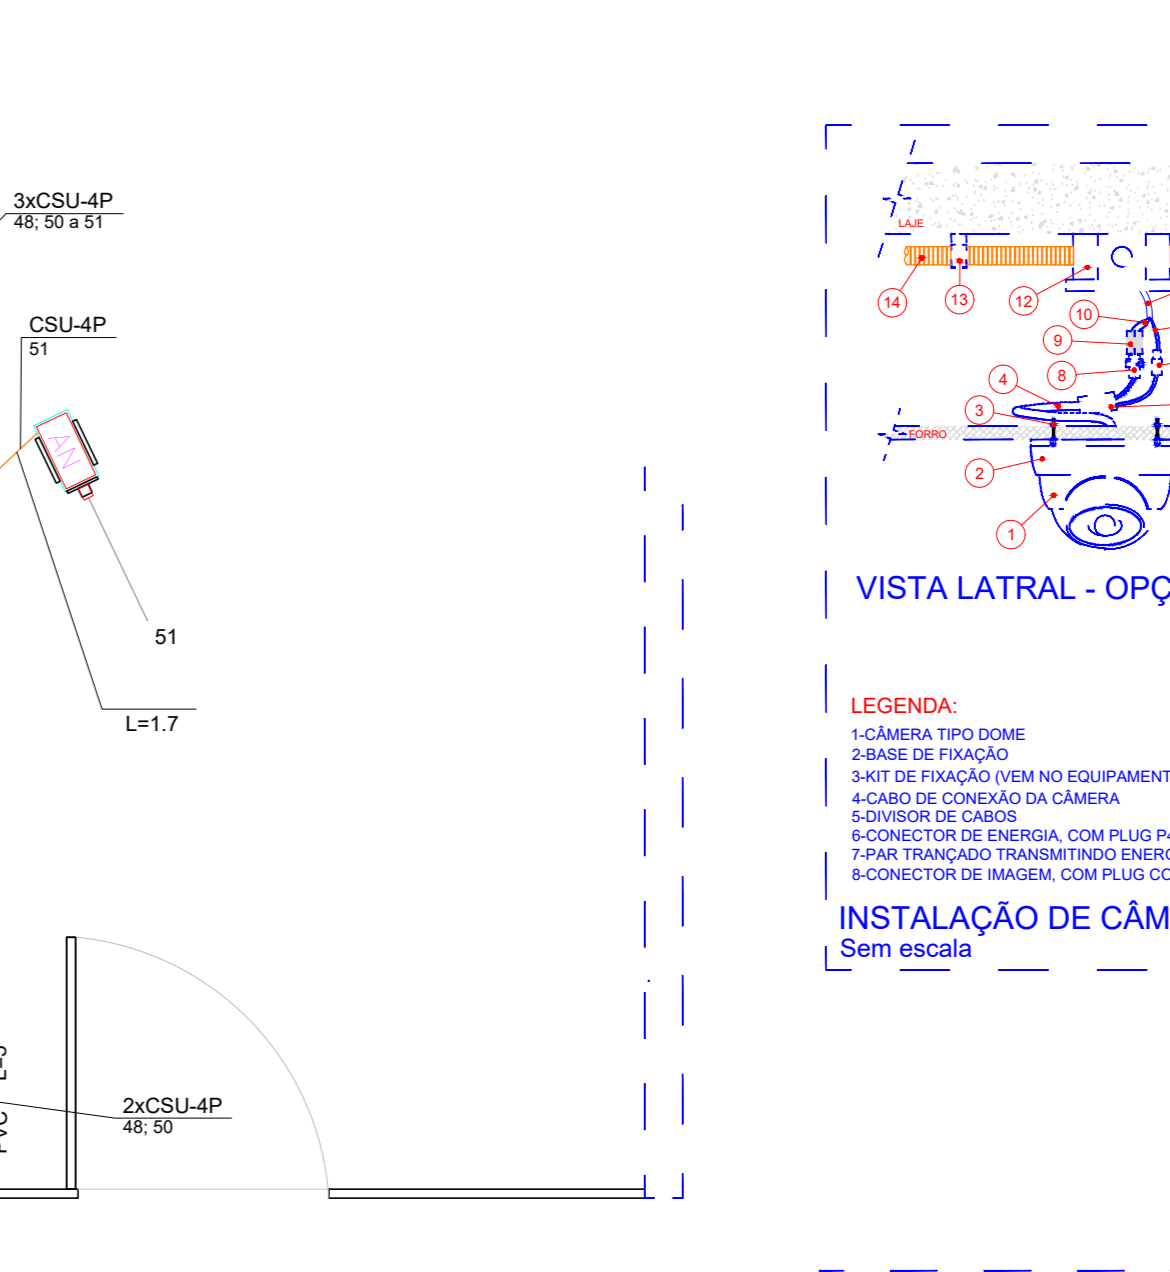 3xCSU-4P
48; 50 a 51
CSU-4P
51
AN
51
L=1.7
2xCSU-4P
48; 50
PVC
LAJE
14
13
12
10
9
8
4
3
FORRO
2
1
VISTA LATRAL - OPÇ
LEGENDA:
1-CÂMERA TIPO DOME
2-BASE DE FIXAÇÃO
3-KIT DE FIXAÇÃO (VEM NO EQUIPAMENT
4-CABO DE CONEXÃO DA CÂMERA
5-DIVISOR DE CABOS
6-CONECTOR DE ENERGIA, COM PLUG P4
7-PAR TRANÇADO TRANSMITINDO ENERG
8-CONECTOR DE IMAGEM, COM PLUG CO
INSTALAÇÃO DE CÂM
Sem escala